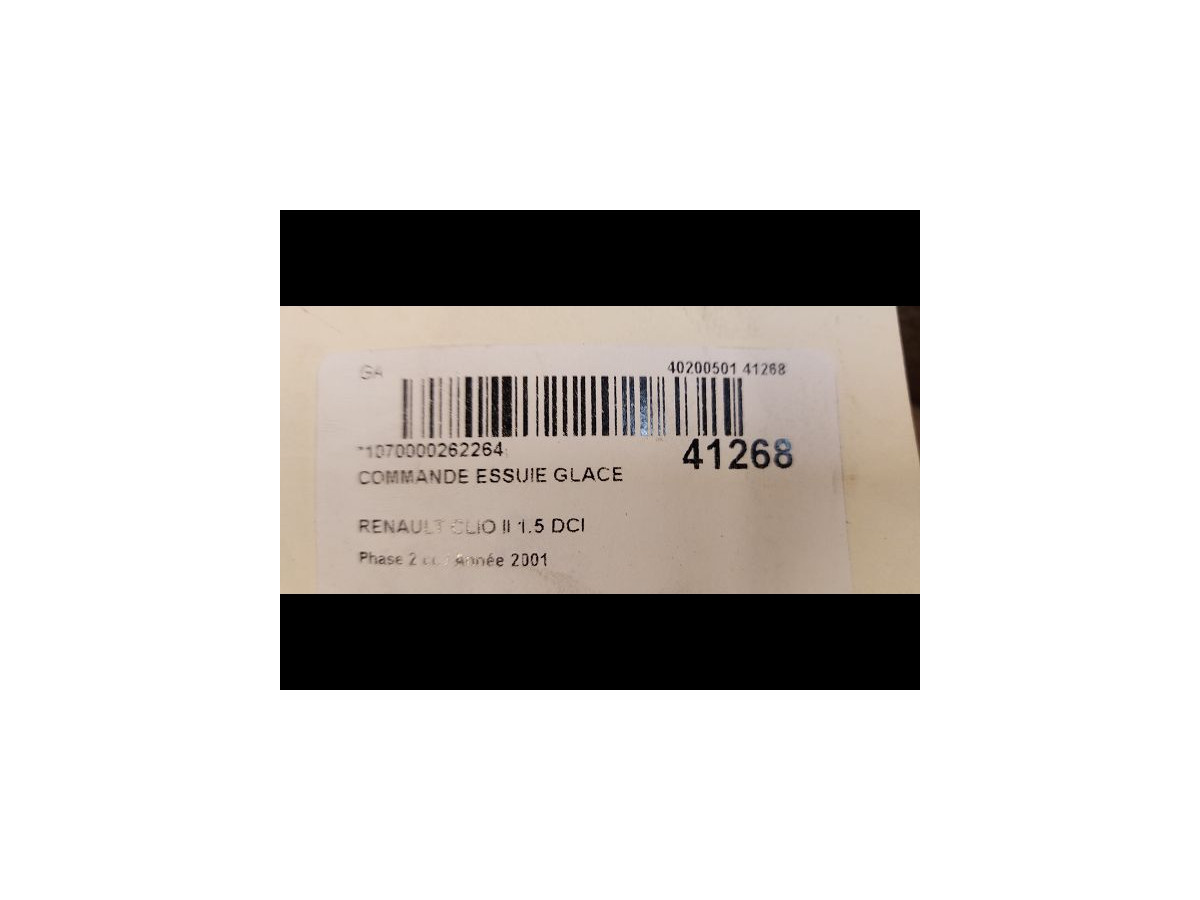 GA 40200501 41268
*1070000262264
41268
COMMANDE ESSUIE GLACE
RENAULT CLIO II 1.5 DCI
Phase 2 Année 2001